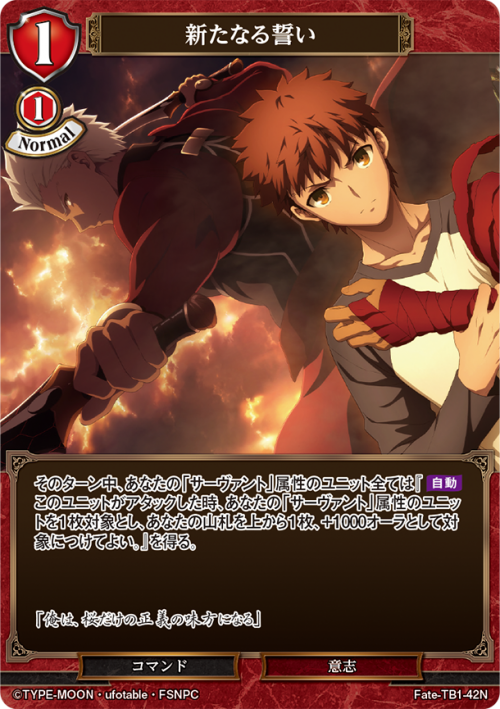 1
新たなる誓い
1
Normal
そのターン中、あなたの「サーヴァント」属性のユニット全ては『 自動
このユニットがアタックした時、あなたの「サーヴァント」属性のユニッ
トを1枚対象とし、あなたの山札を上から1枚、+1000オーラとして対
象につけてよい。』を得る。
「俺は、桜だけの正義の味方になる」
コマンド
意志
©TYPE-MOON・ufotable・FSNPC
Fate-TB1-42N